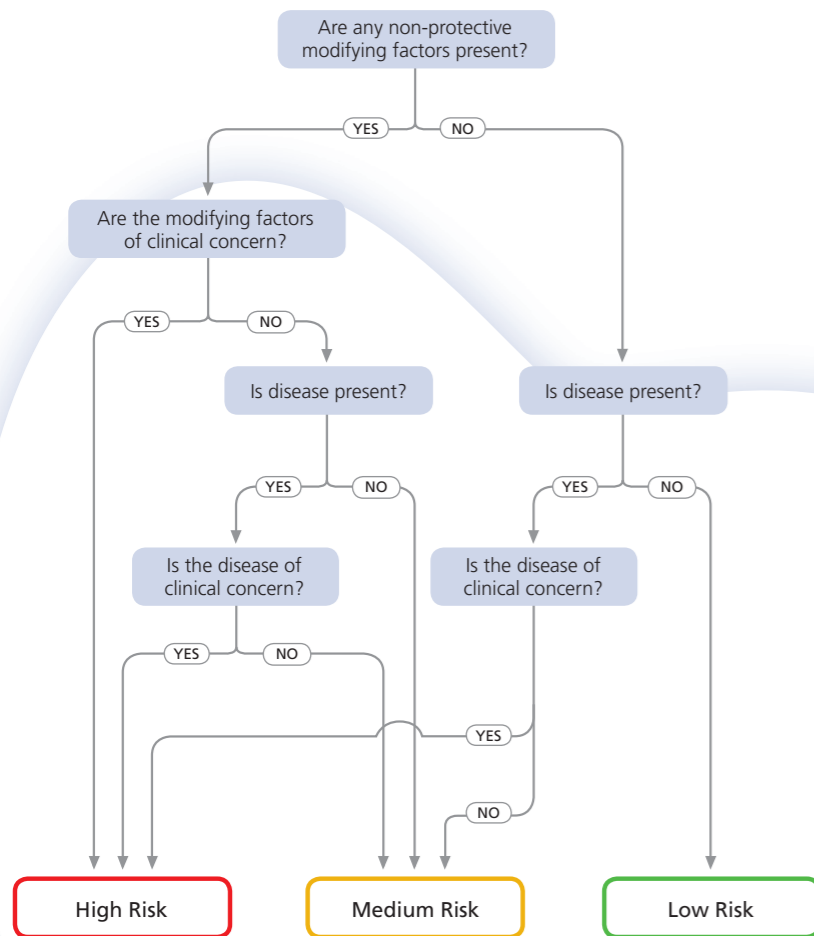 Are any non-protective
modifying factors present?
YES
NO
Are the modifying factors
of clinical concern?
YES
NO
Is disease present?
Is disease present?
YES
NO
YES
NO
Is the disease of
clinical concern?
Is the disease of
clinical concern?
YES
NO
YES
NO
High Risk
Medium Risk
Low Risk